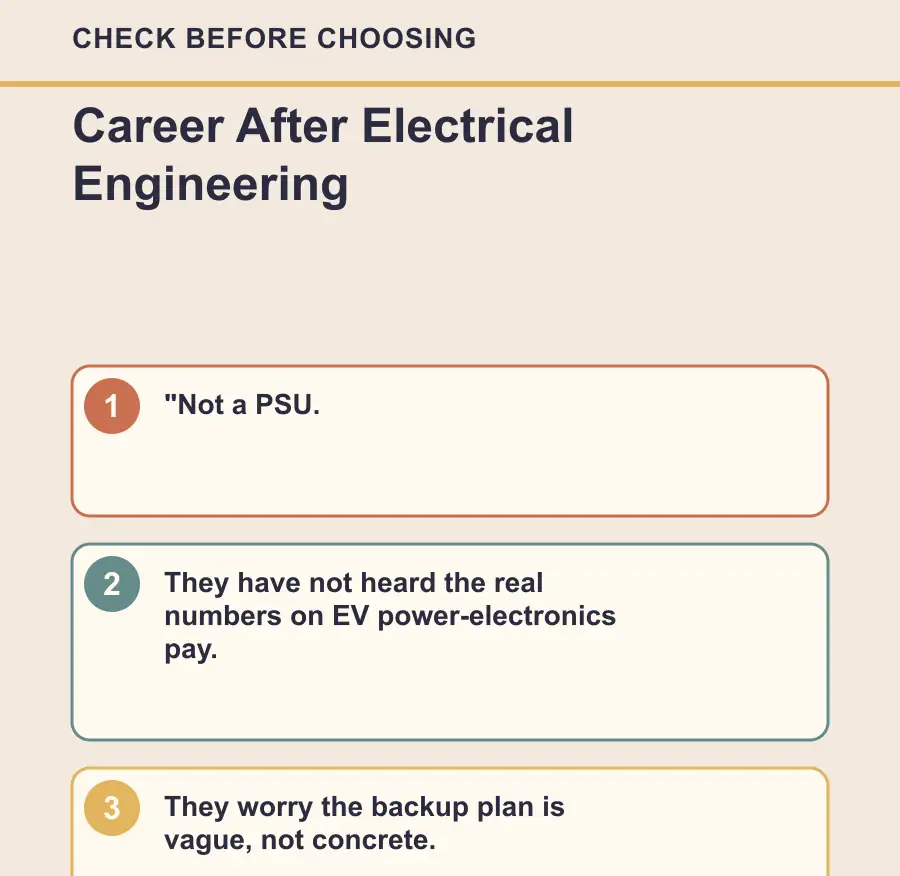 CHECK BEFORE CHOOSING
Career After Electrical
Engineering
1
"Not a PSU.
2
They have not heard the real
numbers on EV power-electronics
pay.
3
They worry the backup plan is
vague, not concrete.